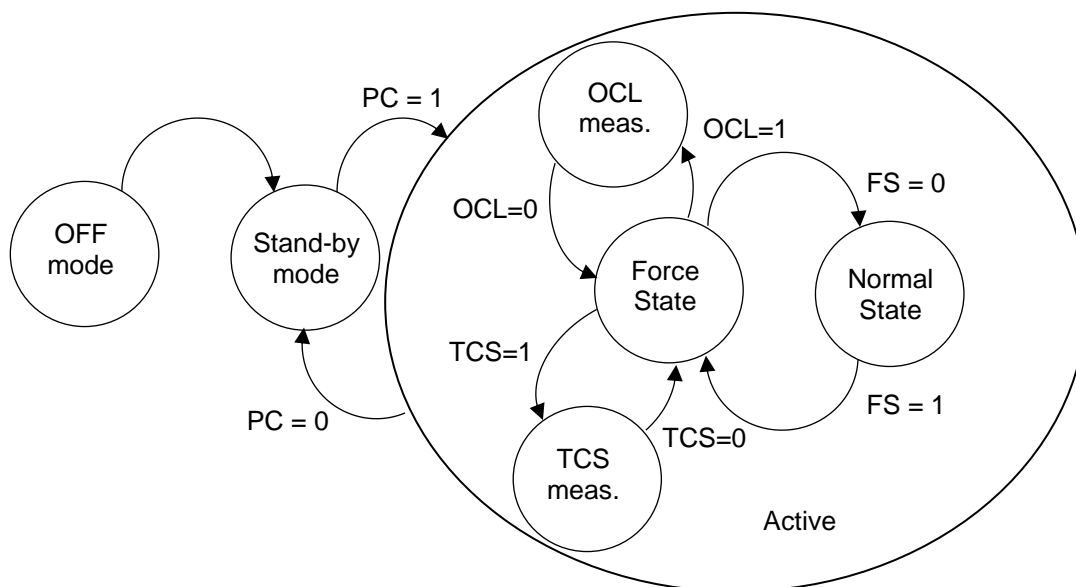 OCL
meas.
PC = 1
OCL=1
FS = 0
OCL=0
OFF
mode
Stand-by
mode
Force
State
Normal
State
TCS=1
PC = 0
FS = 1
TCS=0
TCS
meas.
Active